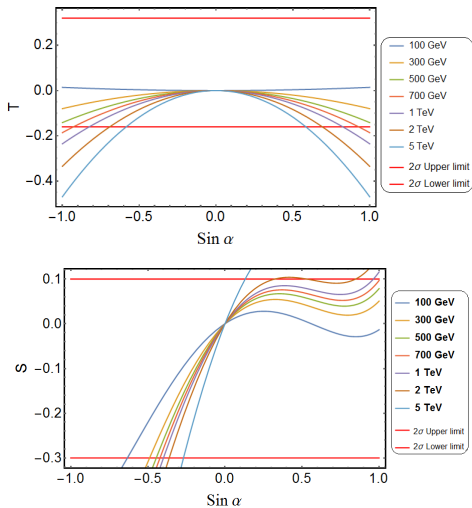 0.2
0.0
-0.2
-0.4
T
-1.0 -0.5 0.0 0.5 1.0
Sin α
100 GeV
300 GeV
500 GeV
700 GeV
1 TeV
2 TeV
5 TeV
2σ Upper limit
2σ Lower limit
0.1
0.0
-0.1
-0.2
-0.3
S
-1.0 -0.5 0.0 0.5 1.0
Sin α
100 GeV
300 GeV
500 GeV
700 GeV
1 TeV
2 TeV
5 TeV
2σ Upper limit
2σ Lower limit